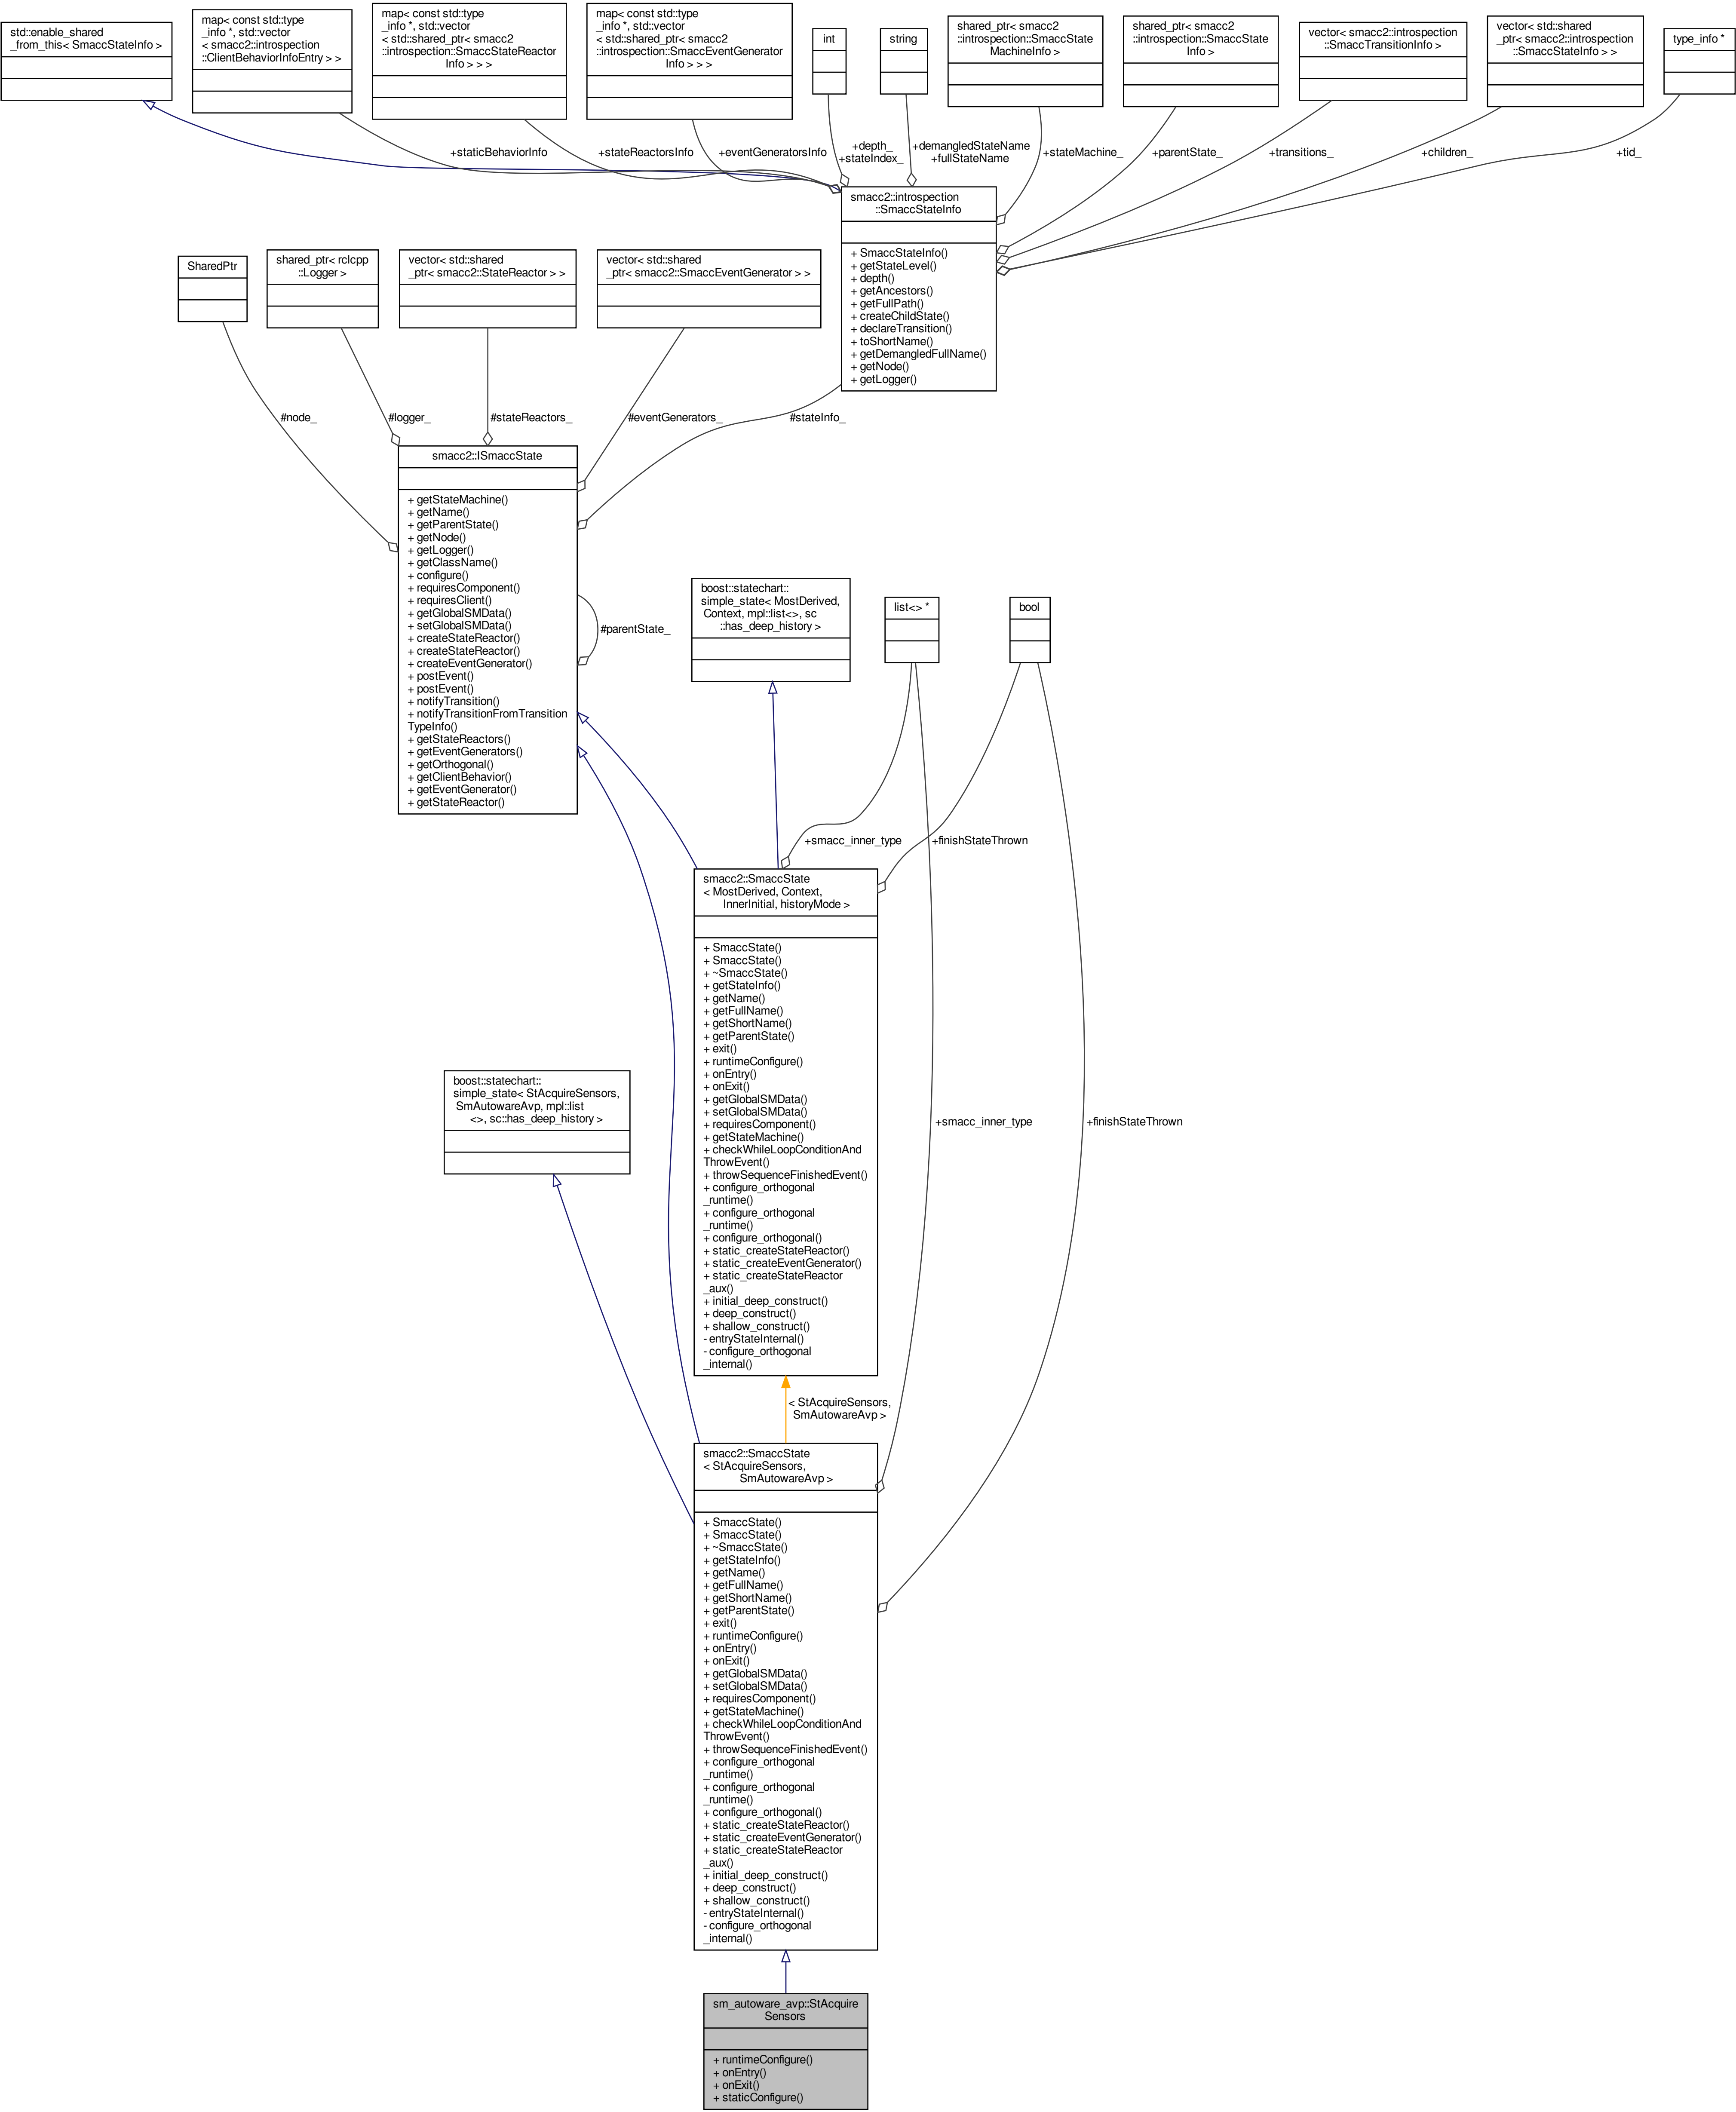 std::enable_shared
_from_this< SmaccStateInfo >
map< const std::type
_info *, std::vector
< smacc2::introspection
::ClientBehaviorInfoEntry > >
map< const std::type
_info *, std::vector
< std::shared_ptr< smacc2
::introspection::SmaccStateReactor
Info > > >
map< const std::type
_info *, std::vector
< std::shared_ptr< smacc2
::introspection::SmaccEventGenerator
Info > > >
int
string
shared_ptr< smacc2
::introspection::SmaccState
MachineInfo >
shared_ptr< smacc2
::introspection::SmaccState
Info >
vector< smacc2::introspection
::SmaccTransitionInfo >
vector< std::shared
_ptr< smacc2::introspection
::SmaccStateInfo > >
type_info *
+staticBehaviorInfo
+stateReactorsInfo
+eventGeneratorsInfo
+depth_
+stateIndex_
+demangledStateName
+fullStateName
+stateMachine_
+parentState_
+transitions_
+children_
+tid_
smacc2::introspection
::SmaccStateInfo
+ SmaccStateInfo()
+ getStateLevel()
+ depth()
+ getAncestors()
+ getFullPath()
+ createChildState()
+ declareTransition()
+ toShortName()
+ getDemangledFullName()
+ getNode()
+ getLogger()
SharedPtr
shared_ptr< rclcpp
::Logger >
vector< std::shared
_ptr< smacc2::StateReactor > >
vector< std::shared
_ptr< smacc2::SmaccEventGenerator > >
#node_
#logger_
#stateReactors_
#eventGenerators_
#stateInfo_
smacc2::ISmaccState
+ getStateMachine()
+ getName()
+ getParentState()
+ getNode()
+ getLogger()
+ getClassName()
+ configure()
+ requiresComponent()
+ requiresClient()
+ getGlobalSMData()
+ setGlobalSMData()
+ createStateReactor()
+ createStateReactor()
+ createEventGenerator()
+ postEvent()
+ postEvent()
+ notifyTransition()
+ notifyTransitionFromTransition
TypeInfo()
+ getStateReactors()
+ getEventGenerators()
+ getOrthogonal()
+ getClientBehavior()
+ getEventGenerator()
+ getStateReactor()
#parentState_
boost::statechart::
simple_state< MostDerived,
Context, mpl::list<>, sc
::has_deep_history >
list<> *
bool
+smacc_inner_type
+finishStateThrown
smacc2::SmaccState
< MostDerived, Context,
InnerInitial, historyMode >
+ SmaccState()
+ SmaccState()
+ ~SmaccState()
+ getStateInfo()
+ getName()
+ getFullName()
+ getShortName()
+ getParentState()
+ exit()
+ runtimeConfigure()
+ onEntry()
+ onExit()
+ getGlobalSMData()
+ setGlobalSMData()
+ requiresComponent()
+ getStateMachine()
+ checkWhileLoopConditionAnd
ThrowEvent()
+ throwSequenceFinishedEvent()
+ configure_orthogonal
_runtime()
+ configure_orthogonal
_runtime()
+ configure_orthogonal()
+ static_createStateReactor()
+ static_createEventGenerator()
+ static_createStateReactor
_aux()
+ initial_deep_construct()
+ deep_construct()
+ shallow_construct()
- entryStateInternal()
- configure_orthogonal
_internal()
boost::statechart::
simple_state< StAcquireSensors,
SmAutowareAvp, mpl::list
<>, sc::has_deep_history >
+smacc_inner_type
+finishStateThrown
< StAcquireSensors,
SmAutowareAvp >
smacc2::SmaccState
< StAcquireSensors,
SmAutowareAvp >
+ SmaccState()
+ SmaccState()
+ ~SmaccState()
+ getStateInfo()
+ getName()
+ getFullName()
+ getShortName()
+ getParentState()
+ exit()
+ runtimeConfigure()
+ onEntry()
+ onExit()
+ getGlobalSMData()
+ setGlobalSMData()
+ requiresComponent()
+ getStateMachine()
+ checkWhileLoopConditionAnd
ThrowEvent()
+ throwSequenceFinishedEvent()
+ configure_orthogonal
_runtime()
+ configure_orthogonal
_runtime()
+ configure_orthogonal()
+ static_createStateReactor()
+ static_createEventGenerator()
+ static_createStateReactor
_aux()
+ initial_deep_construct()
+ deep_construct()
+ shallow_construct()
- entryStateInternal()
- configure_orthogonal
_internal()
sm_autoware_avp::StAcquire
Sensors
+ runtimeConfigure()
+ onEntry()
+ onExit()
+ staticConfigure()